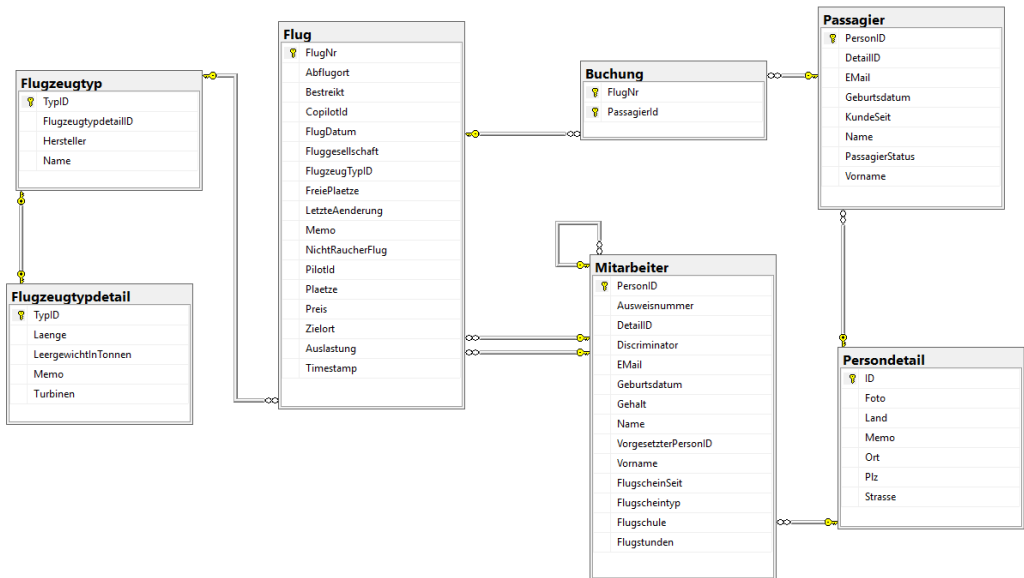 Flugzeugtyp
TypID
FlugzeugtypdetailID
Hersteller
Name
Flugzeugtypdetail
TypID
Laenge
LeergewichtInTonnen
Memo
Turbinen
Flug
FlugNr
Abflugort
Bestreikt
CopilotId
FlugDatum
Fluggesellschaft
FlugzeugTypID
FreiePlaetze
LetzteAenderung
Memo
NichtRaucherFlug
PilotId
Plaetze
Preis
Zielort
Auslastung
Timestamp
Buchung
FlugNr
PassagierId
Mitarbeiter
PersonID
Ausweisnummer
DetailID
Discriminator
EMail
Geburtsdatum
Gehalt
Name
VorgesetzterPersonID
Vorname
FlugscheinSeit
Flugscheintyp
Flugschule
Flugstunden
Passagier
PersonID
DetailID
EMail
Geburtsdatum
KundeSeit
Name
PassagierStatus
Vorname
Persondetail
ID
Foto
Land
Memo
Ort
Plz
Strasse